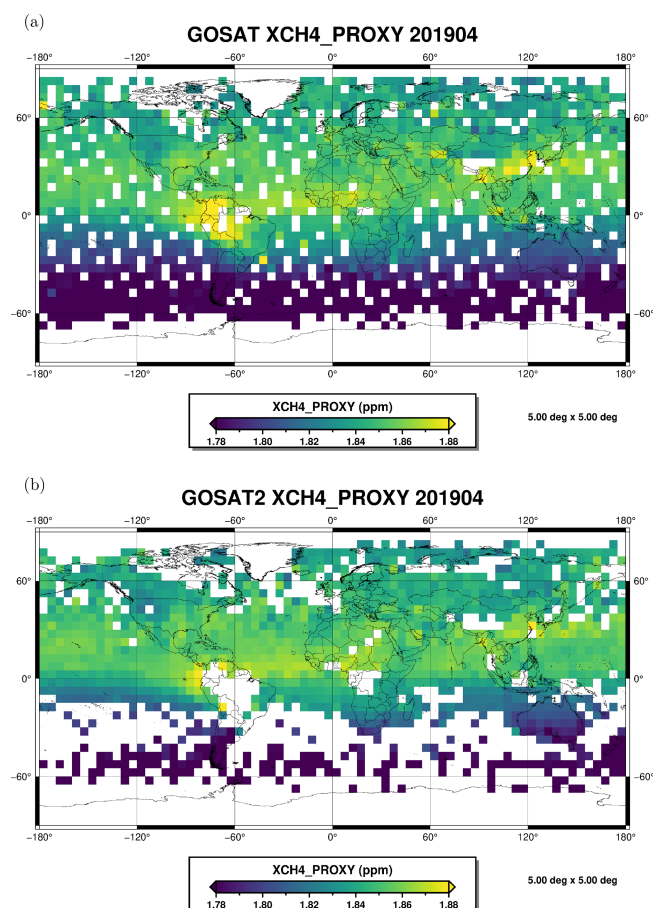 (a)
GOSAT XCH4_PROXY 201904
−180° −120° −60° 0° 60° 120° 180°
60° 60°
0° 0°
−60° −60°
−180° −120° −60° 0° 60° 120° 180°
XCH4_PROXY (ppm)
5.00 deg x 5.00 deg
1.78 1.80 1.82 1.84 1.86 1.88
(b)
GOSAT2 XCH4_PROXY 201904
−180° −120° −60° 0° 60° 120° 180°
60° 60°
0° 0°
−60° −60°
−180° −120° −60° 0° 60° 120° 180°
XCH4_PROXY (ppm)
5.00 deg x 5.00 deg
1.78 1.80 1.82 1.84 1.86 1.88